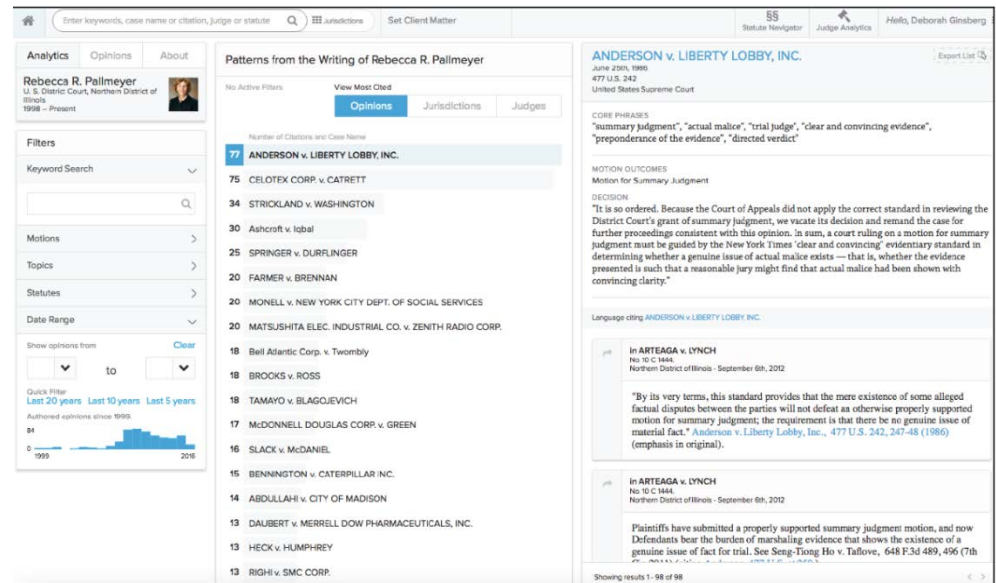 Enter keywords, case name or citation, judge or statute
Jurisdictions
Set Client Matter
§§
Statute Navigator
Judge Analytics
Hello, Deborah Ginsberg
Analytics
Opinions
About
Rebecca R. Pallmeyer
U. S. District Court, Northern District of
Illinois
1998 – Present
Filters
Keyword Search
Motions
Topics
Statutes
Date Range
Show opinions from
Clear
to
Quick Filter
Last 20 years
Last 10 years
Last 5 years
Authored opinions since 1999.
84
0
1999
2016
Patterns from the Writing of Rebecca R. Pallmeyer
No Active Filters
View Most Cited
Opinions
Jurisdictions
Judges
Number of Citations and Case Name
77 ANDERSON v. LIBERTY LOBBY, INC.
75 CELOTEX CORP. v. CATRETT
34 STRICKLAND v. WASHINGTON
30 Ashcroft v. Iqbal
25 SPRINGER v. DURFLINGER
20 FARMER v. BRENNAN
20 MONELL v. NEW YORK CITY DEPT. OF SOCIAL SERVICES
20 MATSUSHITA ELEC. INDUSTRIAL CO. v. ZENITH RADIO CORP.
18 Bell Atlantic Corp. v. Twombly
18 BROOKS v. ROSS
18 TAMAYO v. BLAGOJEVICH
17 McDONNELL DOUGLAS CORP. v. GREEN
16 SLACK v. McDANIEL
15 BENNINGTON v. CATERPILLAR INC.
14 ABDULLAHI v. CITY OF MADISON
13 DAUBERT v. MERRELL DOW PHARMACEUTICALS, INC.
13 HECK v. HUMPHREY
13 RIGHI v. SMC CORP.
ANDERSON v. LIBERTY LOBBY, INC.
Export List
June 25th, 1986
477 U.S. 242
United States Supreme Court
CORE PHRASES
"summary judgment", "actual malice", "trial judge", "clear and convincing evidence",
"preponderance of the evidence", "directed verdict"
MOTION OUTCOMES
Motion for Summary Judgment
DECISION
"It is so ordered. Because the Court of Appeals did not apply the correct standard in reviewing the
District Court's grant of summary judgment, we vacate its decision and remand the case for
further proceedings consistent with this opinion. In sum, a court ruling on a motion for summary
judgment must be guided by the New York Times 'clear and convincing' evidentiary standard in
determining whether a genuine issue of actual malice exists — that is, whether the evidence
presented is such that a reasonable jury might find that actual malice had been shown with
convincing clarity."
Language citing ANDERSON v. LIBERTY LOBBY, INC.
in ARTEAGA v. LYNCH
No. 10 C 1444.
Northern District of Illinois - September 6th, 2012
"By its very terms, this standard provides that the mere existence of some alleged
factual disputes between the parties will not defeat an otherwise properly supported
motion for summary judgment; the requirement is that there be no genuine issue of
material fact." Anderson v. Liberty Lobby, Inc., 477 U.S. 242, 247-48 (1986)
(emphasis in original).
in ARTEAGA v. LYNCH
No. 10 C 1444.
Northern District of Illinois - September 6th, 2012
Plaintiffs have submitted a properly supported summary judgment motion, and now
Defendants bear the burden of marshaling evidence that shows the existence of a
genuine issue of fact for trial. See Seng-Tiong Ho v. Taflove, 648 F.3d 489, 496 (7th
Showing results 1 - 98 of 98